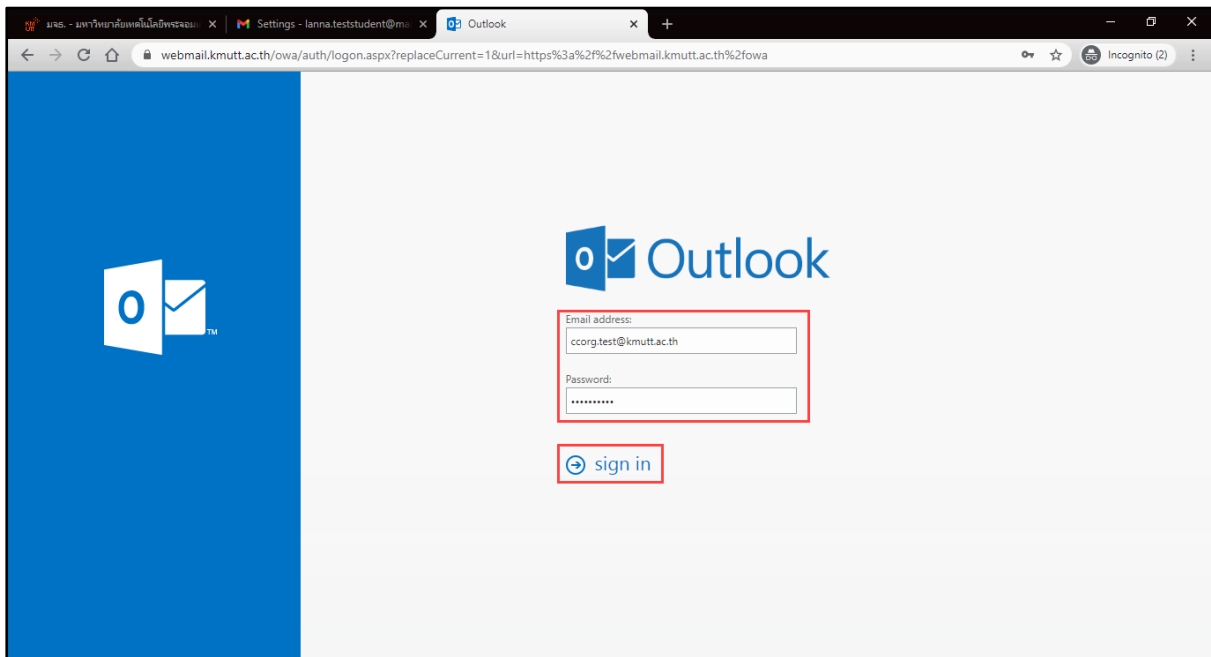 มจธ. - มหาวิทยาลัยเทคโนโลยีพระจอมเ
Settings - lanna.teststudent@ma
Outlook
webmail.kmutt.ac.th/owa/auth/logon.aspx?replaceCurrent=1&url=https%3a%2f%2fwebmail.kmutt.ac.th%2fowa
Incognito (2)
O
TM
O
Outlook
Email address:
ccorg.test@kmutt.ac.th
Password:
••••••••••
sign in